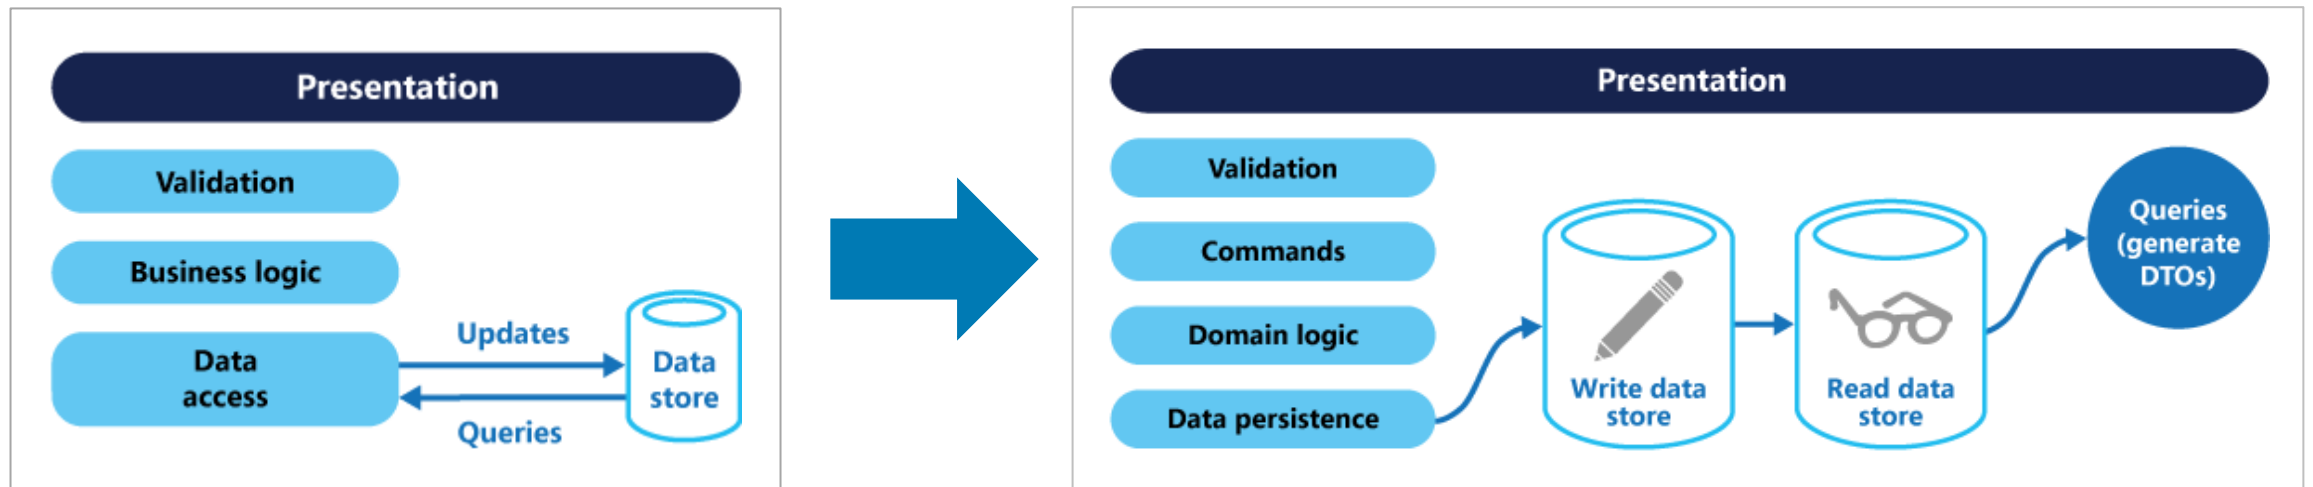 Presentation
Validation
Business logic
Data
access
Updates
Queries
Data
store
Presentation
Validation
Commands
Domain logic
Data persistence
Write data
store
Read data
store
Queries
(generate
DTOs)